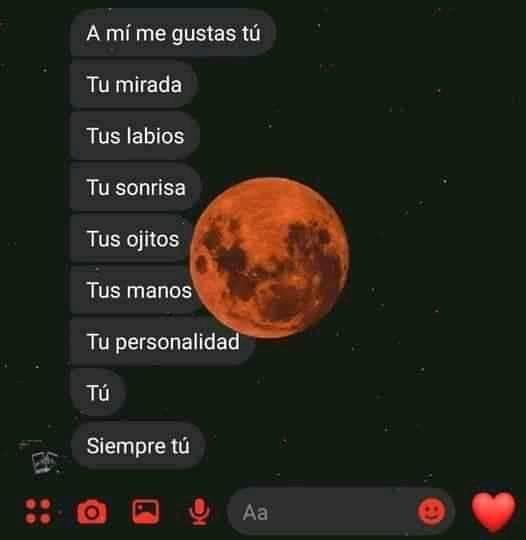 A mí me gustas tú
Tu mirada
Tus labios
Tu sonrisa
Tus ojitos
Tus manos
Tu personalidad
Tú
Siempre tú
Aa